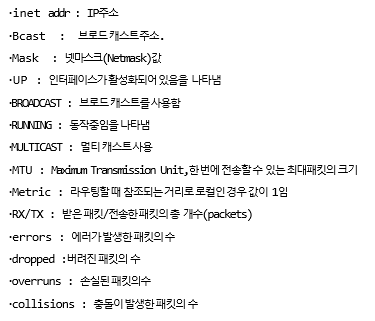 ·inet addr : IP주소
·Bcast : 브로드 캐스트주소.
·Mask : 넷마스크(Netmask)값
·UP : 인터페이스가 활성화되어 있음을 나타냄
·BROADCAST : 브로드 캐스트를 사용함
·RUNNING : 동작중임을 나타냄
·MULTICAST : 멀티 캐스트 사용
·MTU : Maximum Transmission Unit,한번에 전송할 수 있는 최대패킷의 크기
·Metric : 라우팅할 때 참조되는 거리로 로컬인 경우 값이 1임
·RX/TX : 받은 패킷/전송한 패킷의 총 개수(packets)
·errors : 에러가 발생한 패킷의 수
·dropped :버려진 패킷의 수
·overruns : 손실된 패킷의수
·collisions : 충돌이 발생한 패킷의 수